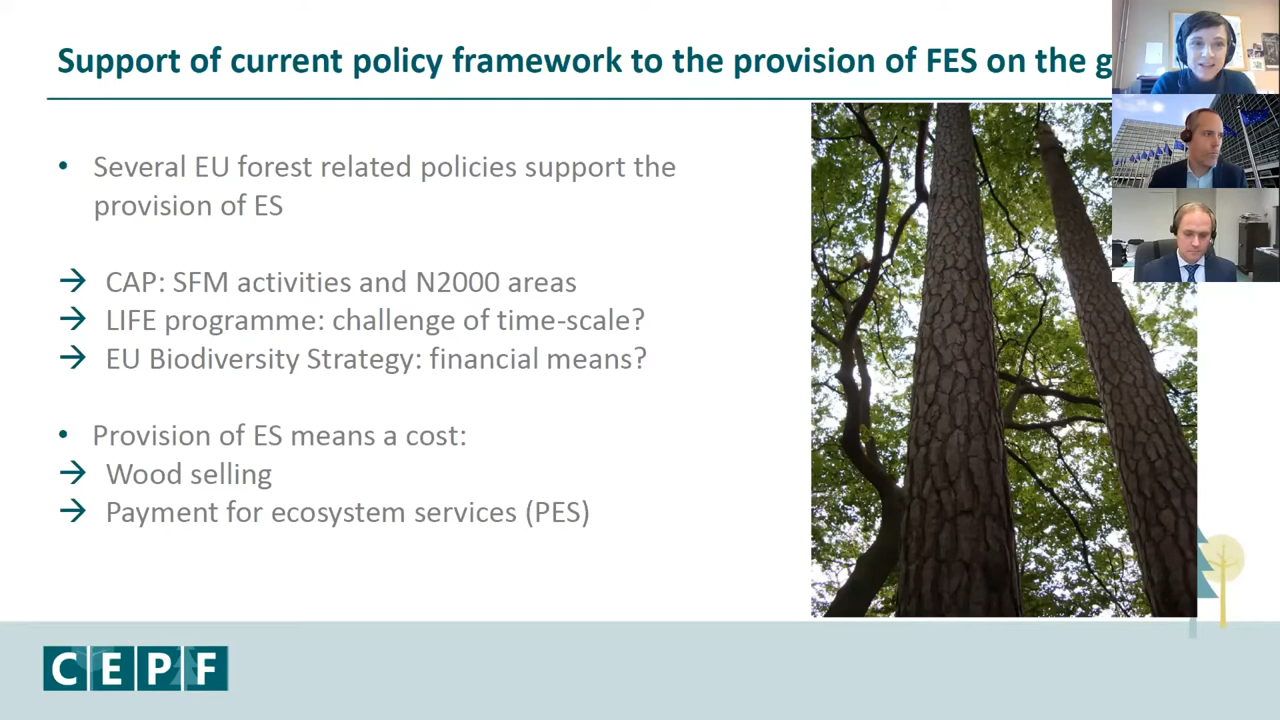 Support of current policy framework to the provision of FES on the g
• Several EU forest related policies support the
provision of ES
→ CAP: SFM activities and N2000 areas
→ LIFE programme: challenge of time-scale?
→ EU Biodiversity Strategy: financial means?
• Provision of ES means a cost:
→ Wood selling
→ Payment for ecosystem services (PES)
CEPF